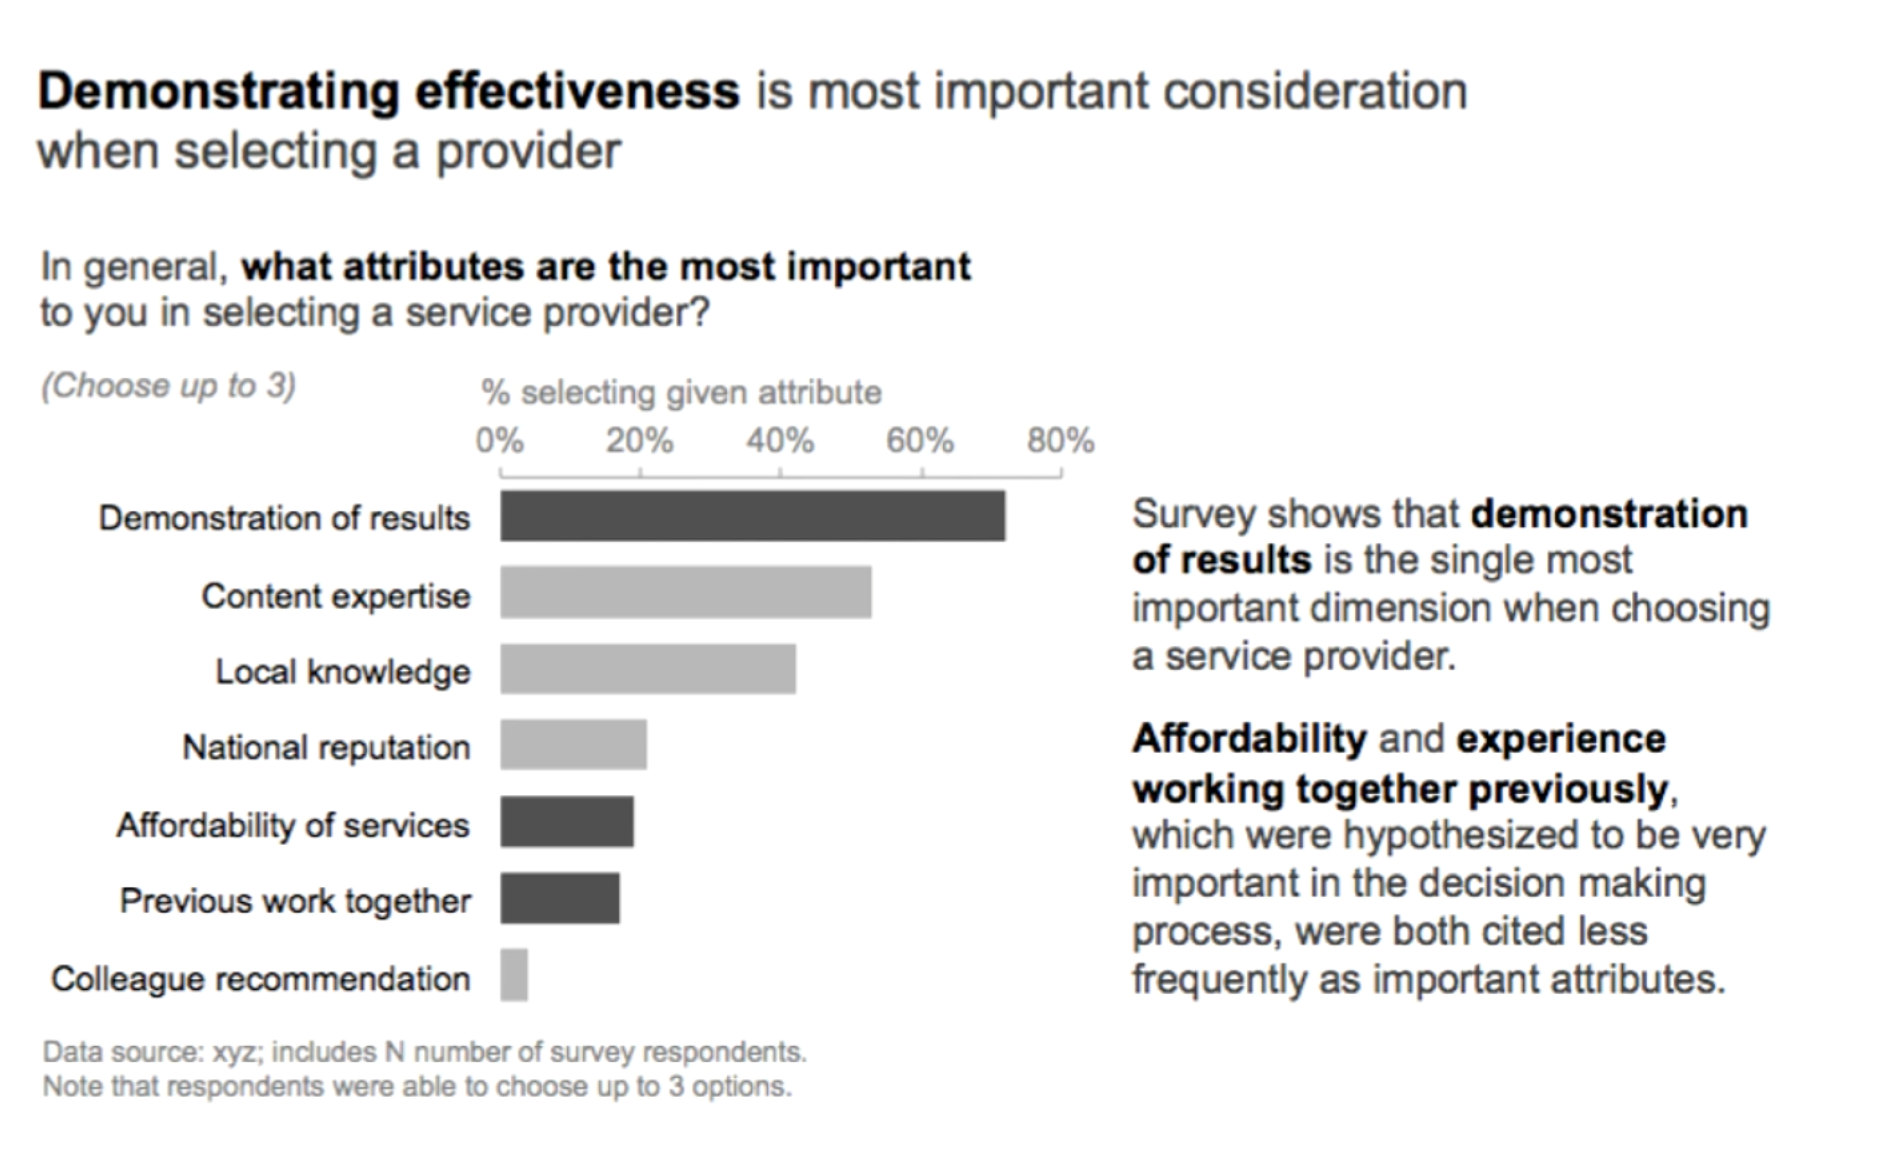 Demonstrating effectiveness is most important consideration
when selecting a provider
In general, what attributes are the most important
to you in selecting a service provider?
(Choose up to 3)
% selecting given attribute
0% 20% 40% 60% 80%
Demonstration of results
Content expertise
Local knowledge
National reputation
Affordability of services
Previous work together
Colleague recommendation
Survey shows that demonstration
of results is the single most
important dimension when choosing
a service provider.
Affordability and experience
working together previously,
which were hypothesized to be very
important in the decision making
process, were both cited less
frequently as important attributes.
Data source: xyz; includes N number of survey respondents.
Note that respondents were able to choose up to 3 options.